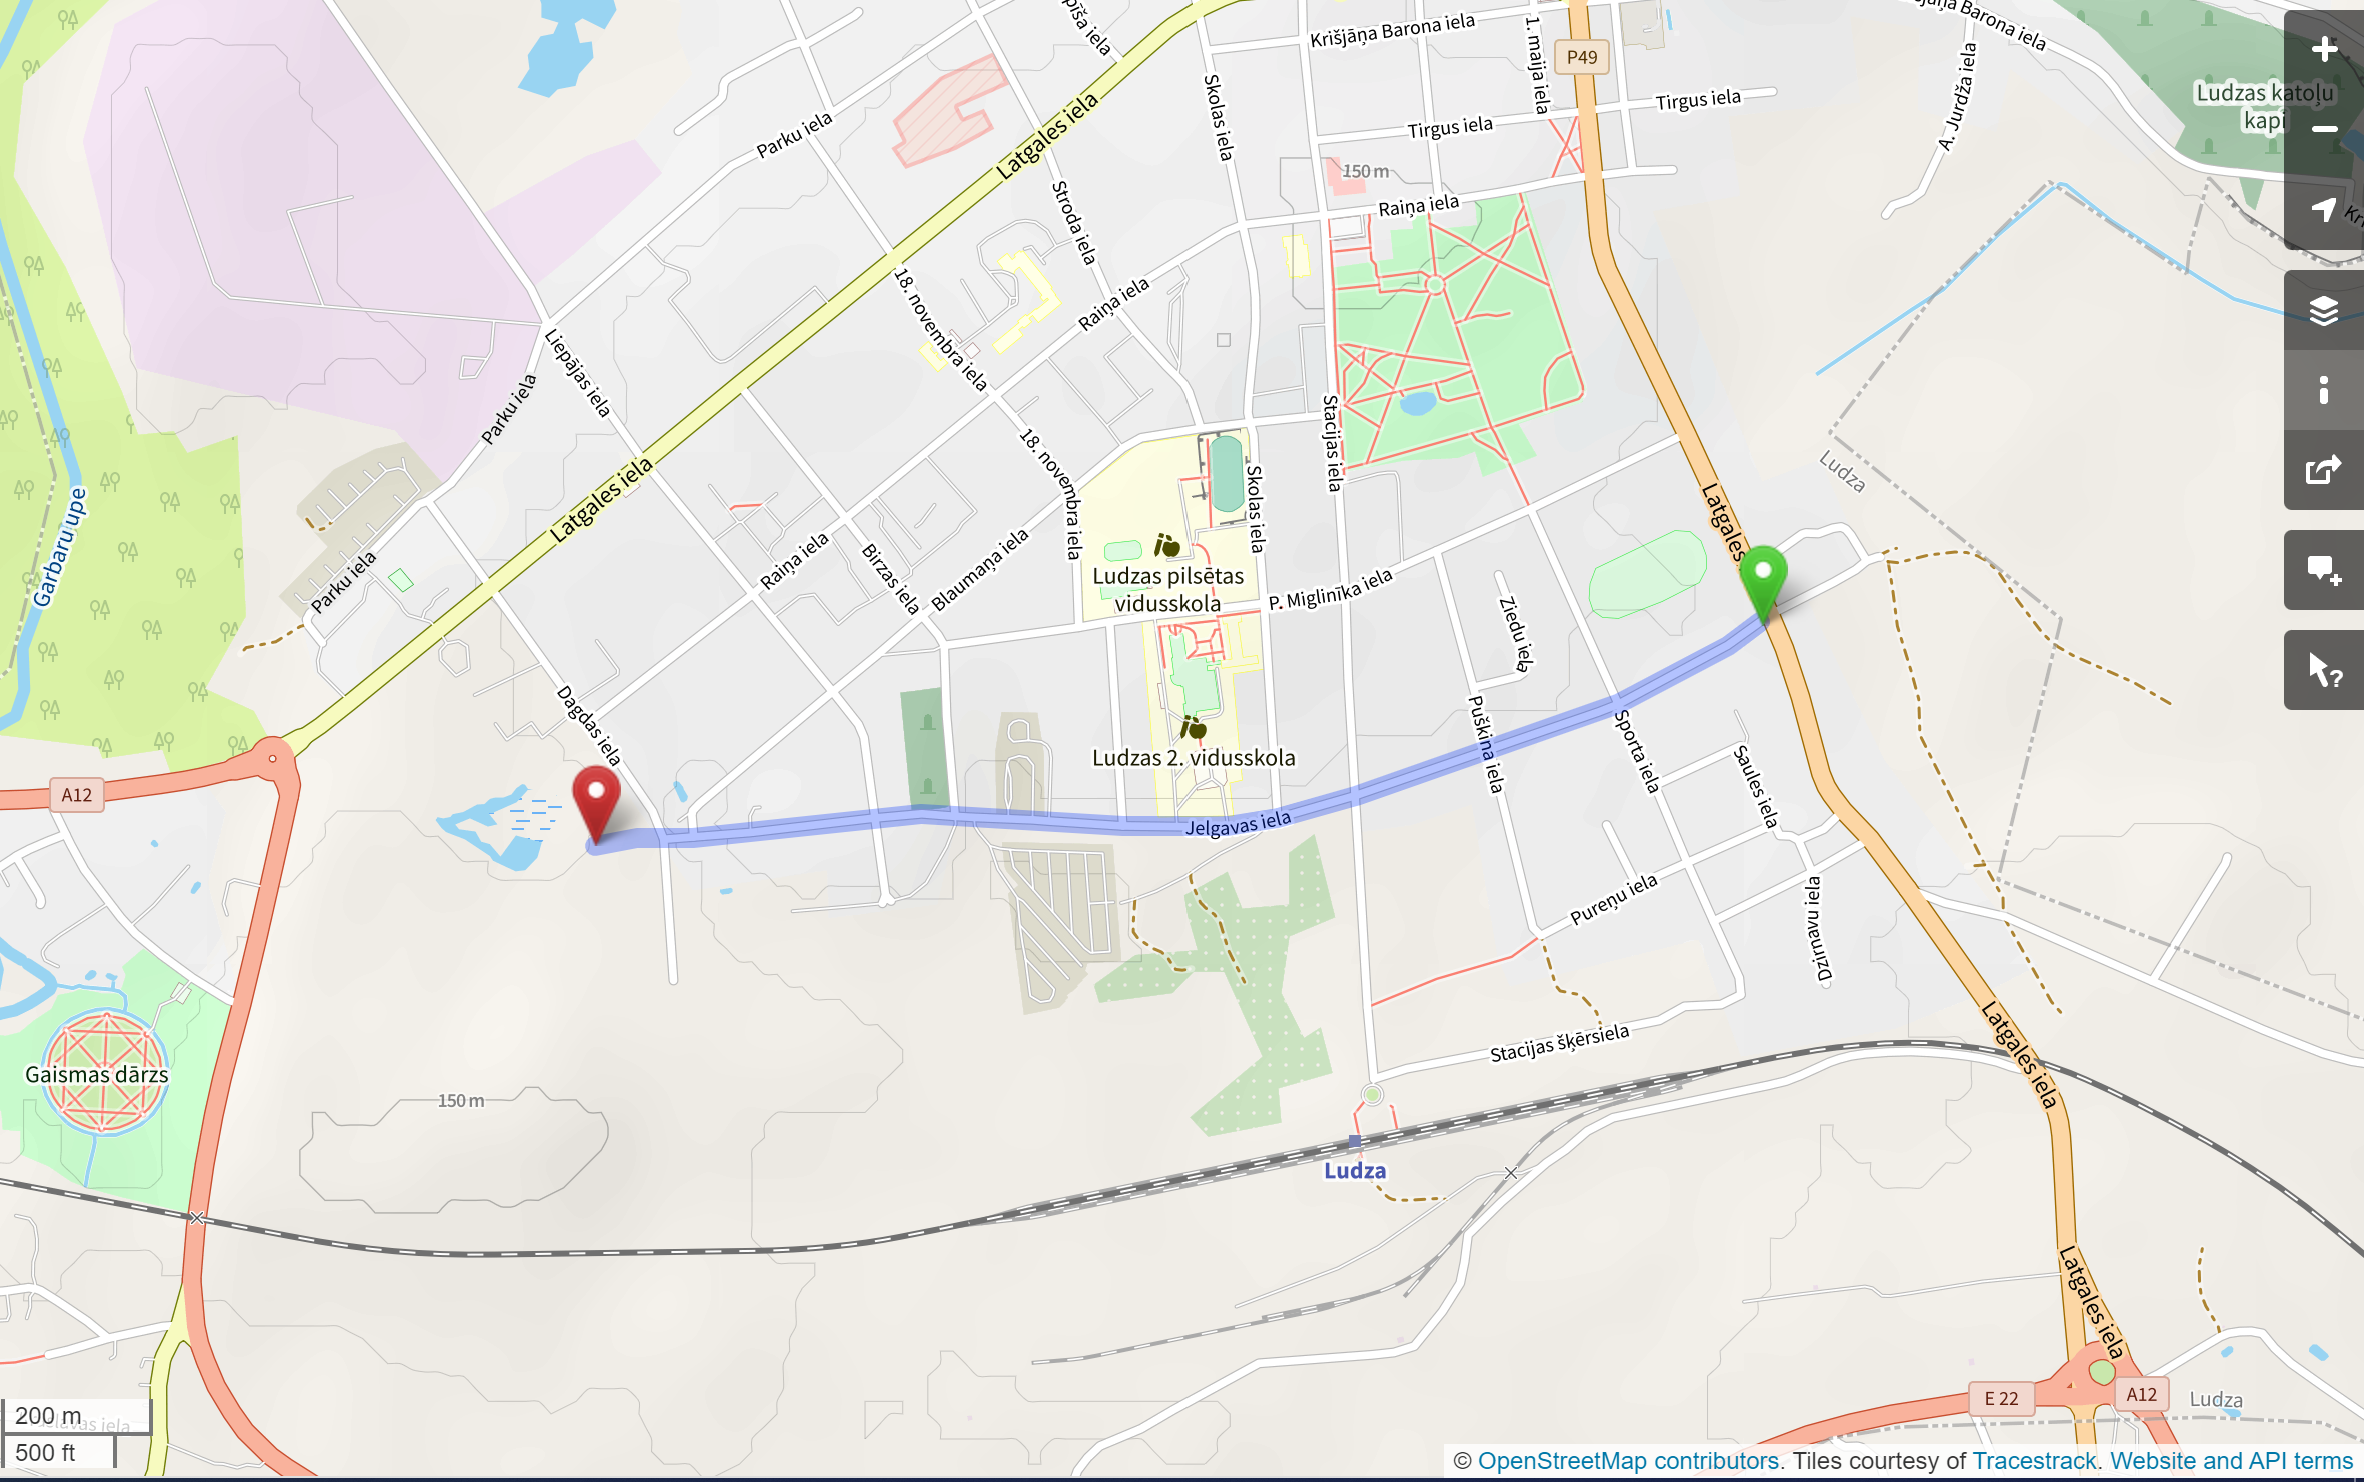 Krišjāņa Barona iela
1. maija iela
P49
Tirgus iela
Tirgus iela
A. Jurdža iela
Ludzas katoļu
kapi
Skolas iela
Parku iela
Latgales iela
150 m
Raiņa iela
Stroda iela
18. novembra iela
Raiņa iela
Liepājas iela
Parku iela
Stacijas iela
18. novembra iela
Skolas iela
Latgales iela
Ludza
Latgales
Garbaru upe
Parku iela
Raiņa iela
Birzas iela
Blaumaņa iela
Ludzas pilsētas
vidusskola
P. Miglinīka iela
Ziedu iela
Dagdas iela
Puškina iela
Sporta iela
Saules iela
Ludzas 2. vidusskola
A12
Jelgavas iela
Pureņu iela
Dzirnavu iela
Stacijas šķērsiela
Latgales iela
Gaismas dārzs
150 m
Ludza
Latgales iela
E 22
A12
Ludza
200 m
500 ft
© OpenStreetMap contributors. Tiles courtesy of Tracestrack. Website and API terms